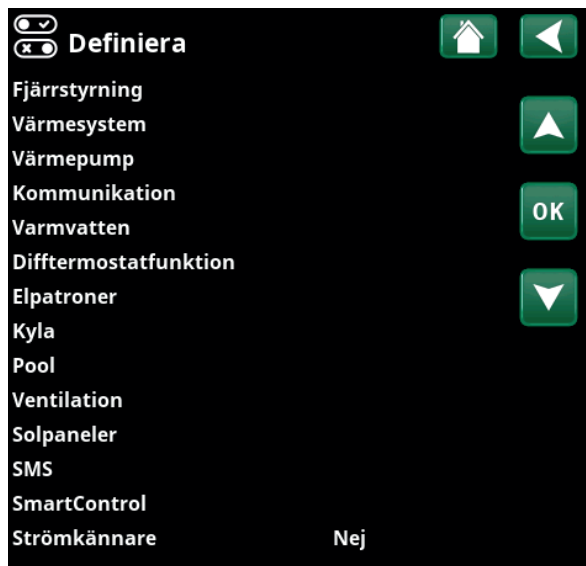 Definiera
Fjärrstyrning
Värmesystem
Värmepump
Kommunikation
OK
Varmvatten
Difftermostatfunktion
Elpatroner
Kyla
Pool
Ventilation
Solpaneler
SMS
SmartControl
Strömkännare Nej